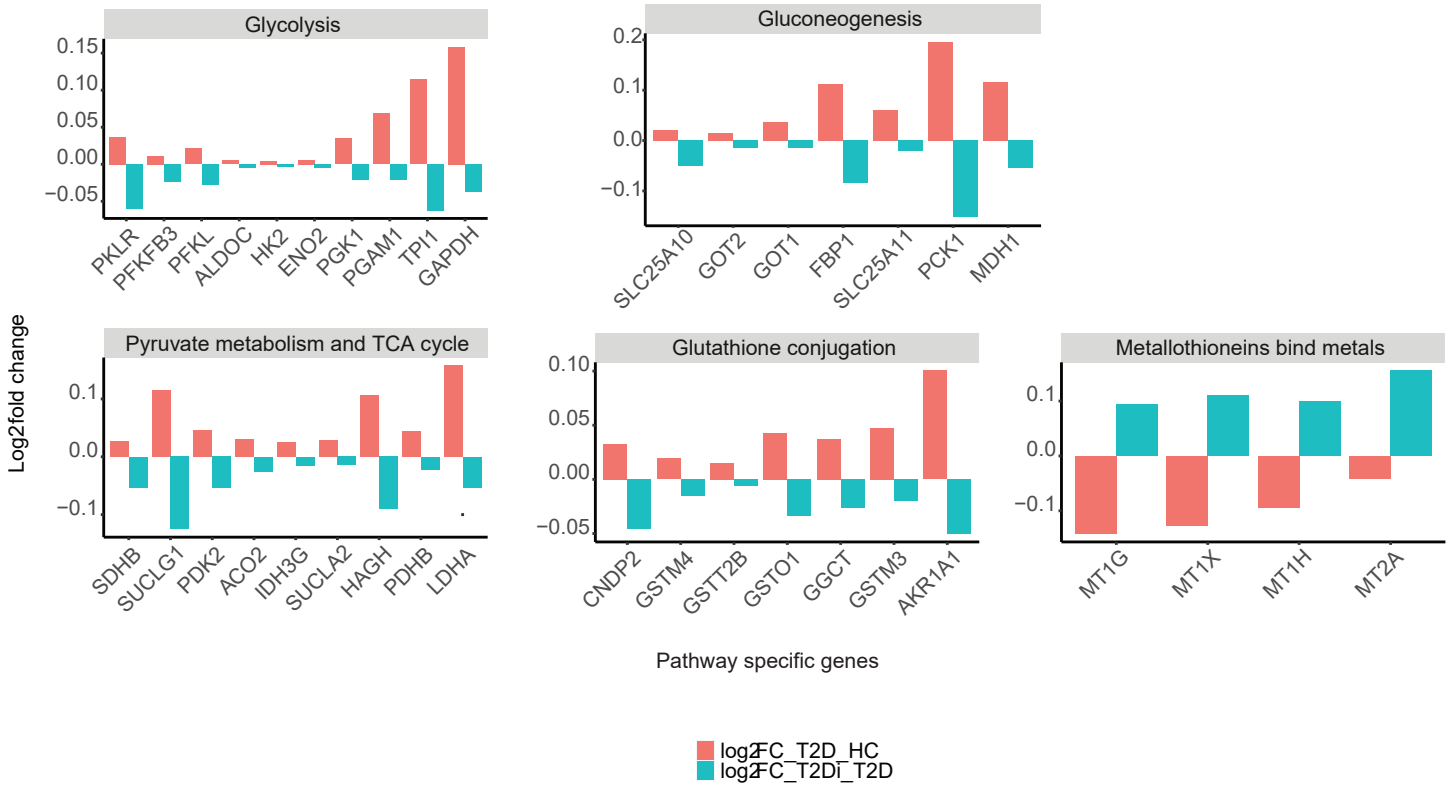 Glycolysis
0.15
0.10
0.05
0.00
−0.05
PKLR
PFKFB3
PFKL
ALDOC
HK2
ENO2
PGK1
PGAM1
TPI1
GAPDH
Gluconeogenesis
0.2
0.1
0.0
−0.1
SLC25A10
GOT2
GOT1
FBP1
SLC25A11
PCK1
MDH1
Log2fold change
Pyruvate metabolism and TCA cycle
0.1
0.0
−0.1
SDHB
SUCLG1
PDK2
ACO2
IDH3G
SUCLA2
HAGH
PDHB
LDHA
Glutathione conjugation
0.10
0.05
0.00
−0.05
CNDP2
GSTM4
GSTT2B
GSTO1
GGCT
GSTM3
AKR1A1
Metallothioneins bind metals
0.1
0.0
−0.1
MT1G
MT1X
MT1H
MT2A
Pathway specific genes
log2FC_T2D_HC
log2FC_T2Di_T2D